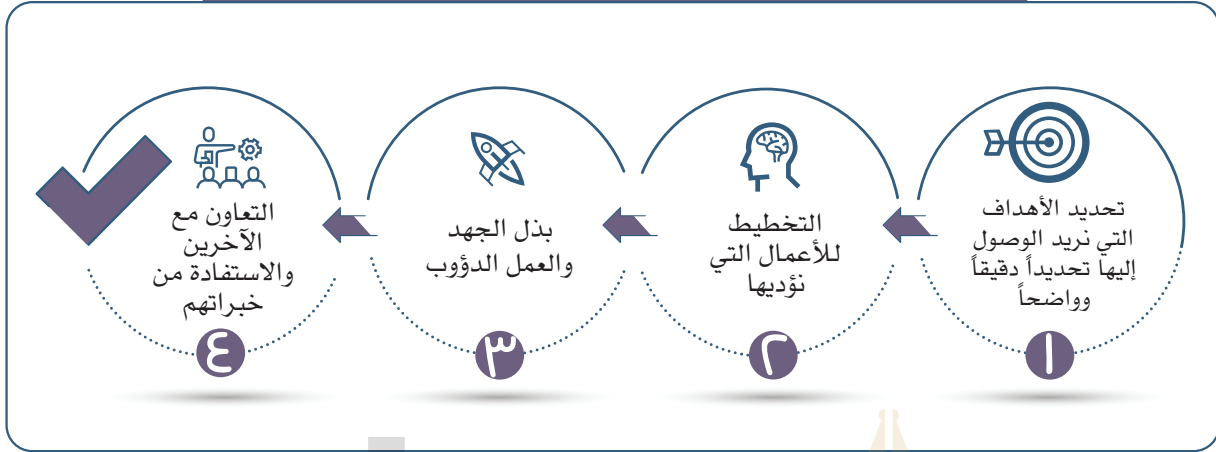 تحديد الأهداف
التي نريد الوصول
إليها تحديداً دقيقاً
وواضحاً
١
التخطيط
للأعمال التي
نؤديها
٢
بذل الجهد
والعمل الدؤوب
٣
التعاون مع
الآخرين
والاستفادة من
خبراتهم
٤